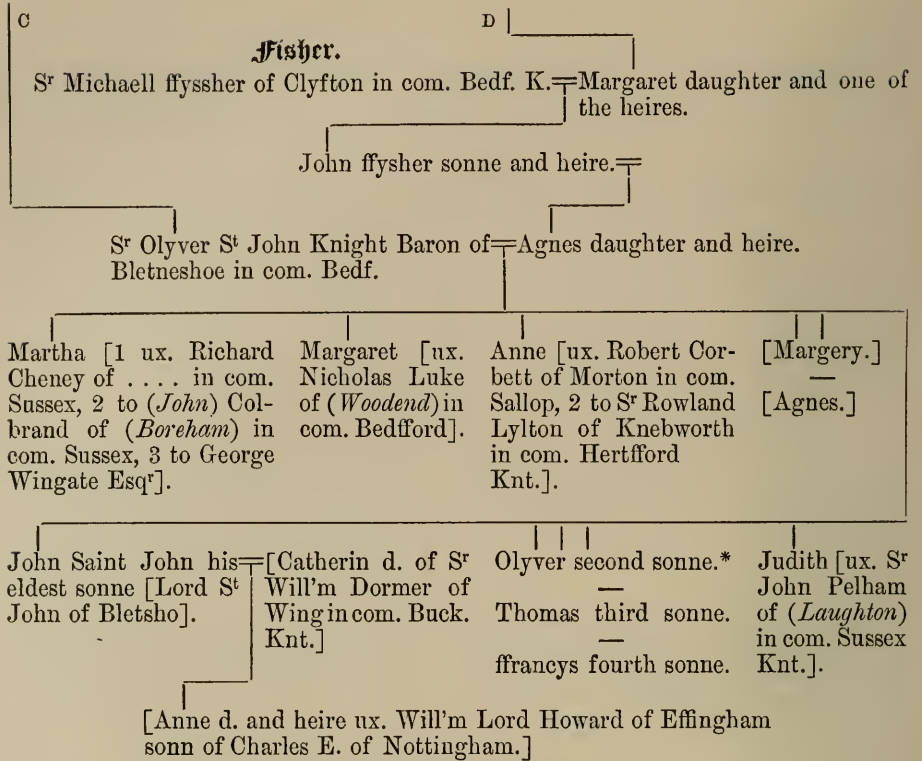 C
D
Fisher.
Sʳ Michaell ffyssher of Clyfton in com. Bedf. K.=Margaret daughter and one of
the heires.
John ffysher sonne and heire.=
Sʳ Olyver Sᵗ John Knight Baron of=Agnes daughter and heire.
Bletneshoe in com. Bedf.
Martha [1 ux. Richard
Cheney of .... in com.
Sussex, 2 to (John) Col-
brand of (Boreham) in
com. Sussex, 3 to George
Wingate Esqʳ].
Margaret [ux.
Nicholas Luke
of (Woodend) in
com. Bedfford].
Anne [ux. Robert Cor-
bett of Morton in com.
Sallop, 2 to Sʳ Rowland
Lylton of Knebworth
in com. Hertfford
Knt.].
[Margery.]
—
[Agnes.]
John Saint John his=
eldest sonne [Lord Sᵗ
John of Bletsho].
[Catherin d. of Sʳ
Will'm Dormer of
Wing in com. Buck.
Knt.]
Olyver second sonne.*
—
Thomas third sonne.
—
ffrancys fourth sonne.
Judith [ux. Sʳ
John Pelham
of (Laughton)
in com. Sussex
Knt.].
[Anne d. and heire ux. Will'm Lord Howard of Effingham
sonn of Charles E. of Nottingham.]